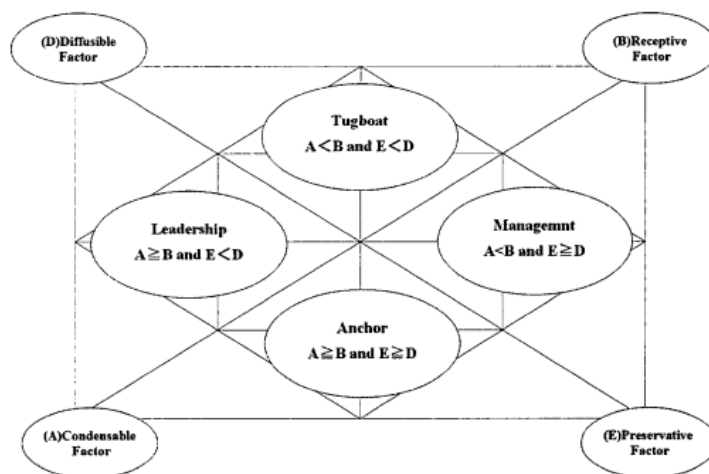 (D)Diffusible
Factor
(B)Receptive
Factor
Tugboat
A＜B and E＜D
Leadership
A≧B and E＜D
Managemnt
A<B and E≧D
Anchor
A≧B and E≧D
(A)Condensable
Factor
(E)Preservative
Factor